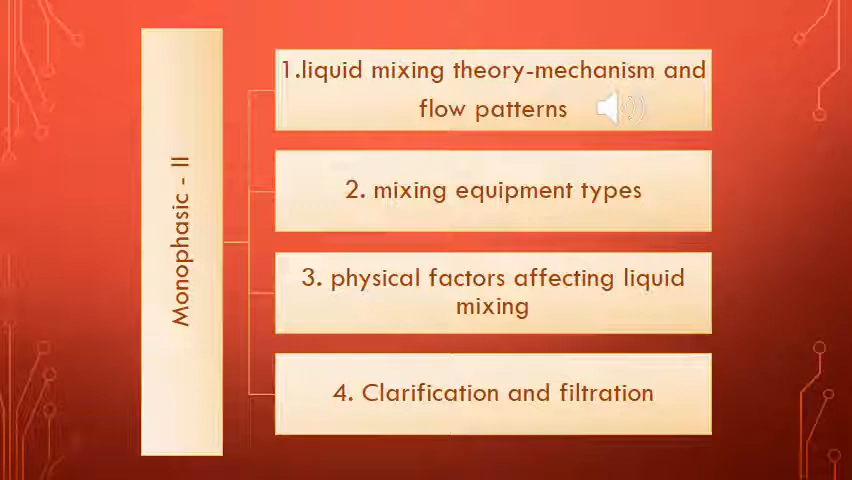 Monophasic - II
1.liquid mixing theory-mechanism and
flow patterns
2. mixing equipment types
3. physical factors affecting liquid
mixing
4. Clarification and filtration